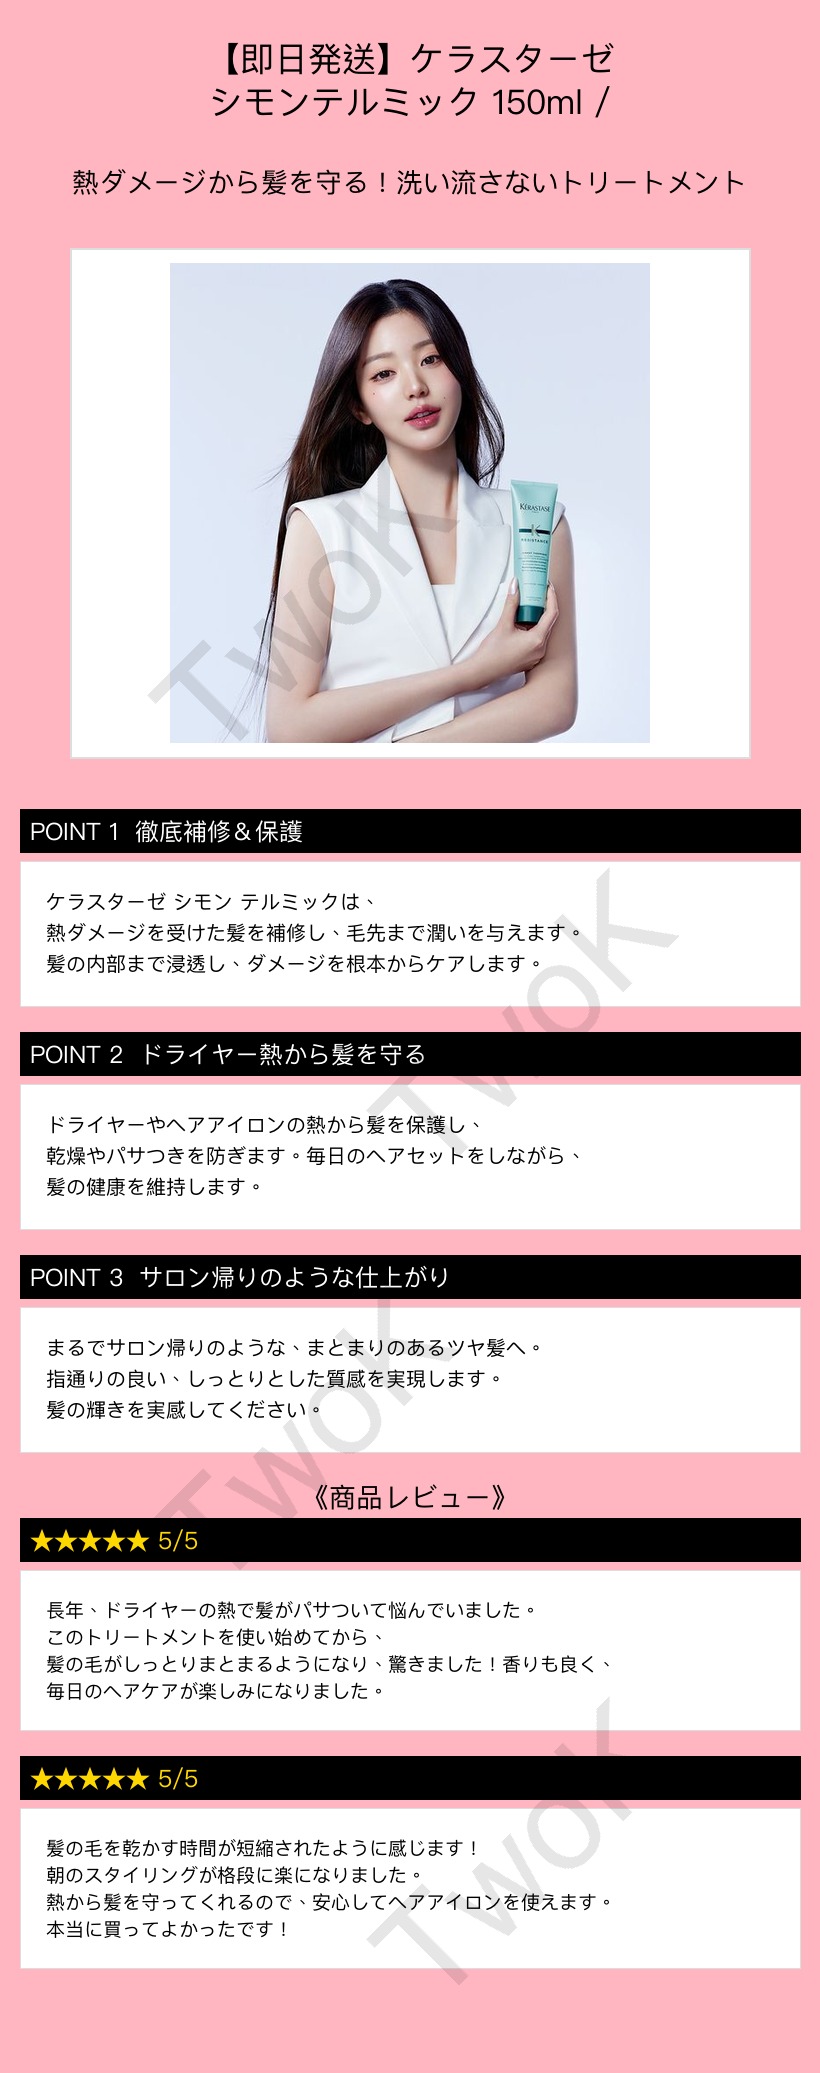 【即日発送】ケラスターゼ
シモンテルミック 150ml /
熱ダメージから髪を守る！洗い流さないトリートメント
KÉRASTASE
K
RESISTANCE
TwoK
POINT 1 徹底補修＆保護
ケラスターゼ シモン テルミックは、
熱ダメージを受けた髪を補修し、毛先まで潤いを与えます。
髪の内部まで浸透し、ダメージを根本からケアします。
TwoK
POINT 2 ドライヤー熱から髪を守る
ドライヤーやヘアアイロンの熱から髪を保護し、
乾燥やパサつきを防ぎます。毎日のヘアセットをしながら、
髪の健康を維持します。
POINT 3 サロン帰りのような仕上がり
まるでサロン帰りのような、まとまりのあるツヤ髪へ。
指通りの良い、しっとりとした質感を実現します。
髪の輝きを実感してください。
TwoK
《商品レビュー》
★★★★★ 5/5
長年、ドライヤーの熱で髪がパサついて悩んでいました。
このトリートメントを使い始めてから、
髪の毛がしっとりまとまるようになり、驚きました！香りも良く、
毎日のヘアケアが楽しみになりました。
★★★★★ 5/5
髪の毛を乾かす時間が短縮されたように感じます！
朝のスタイリングが格段に楽になりました。
熱から髪を守ってくれるので、安心してヘアアイロンを使えます。
本当に買ってよかったです！
TwoK